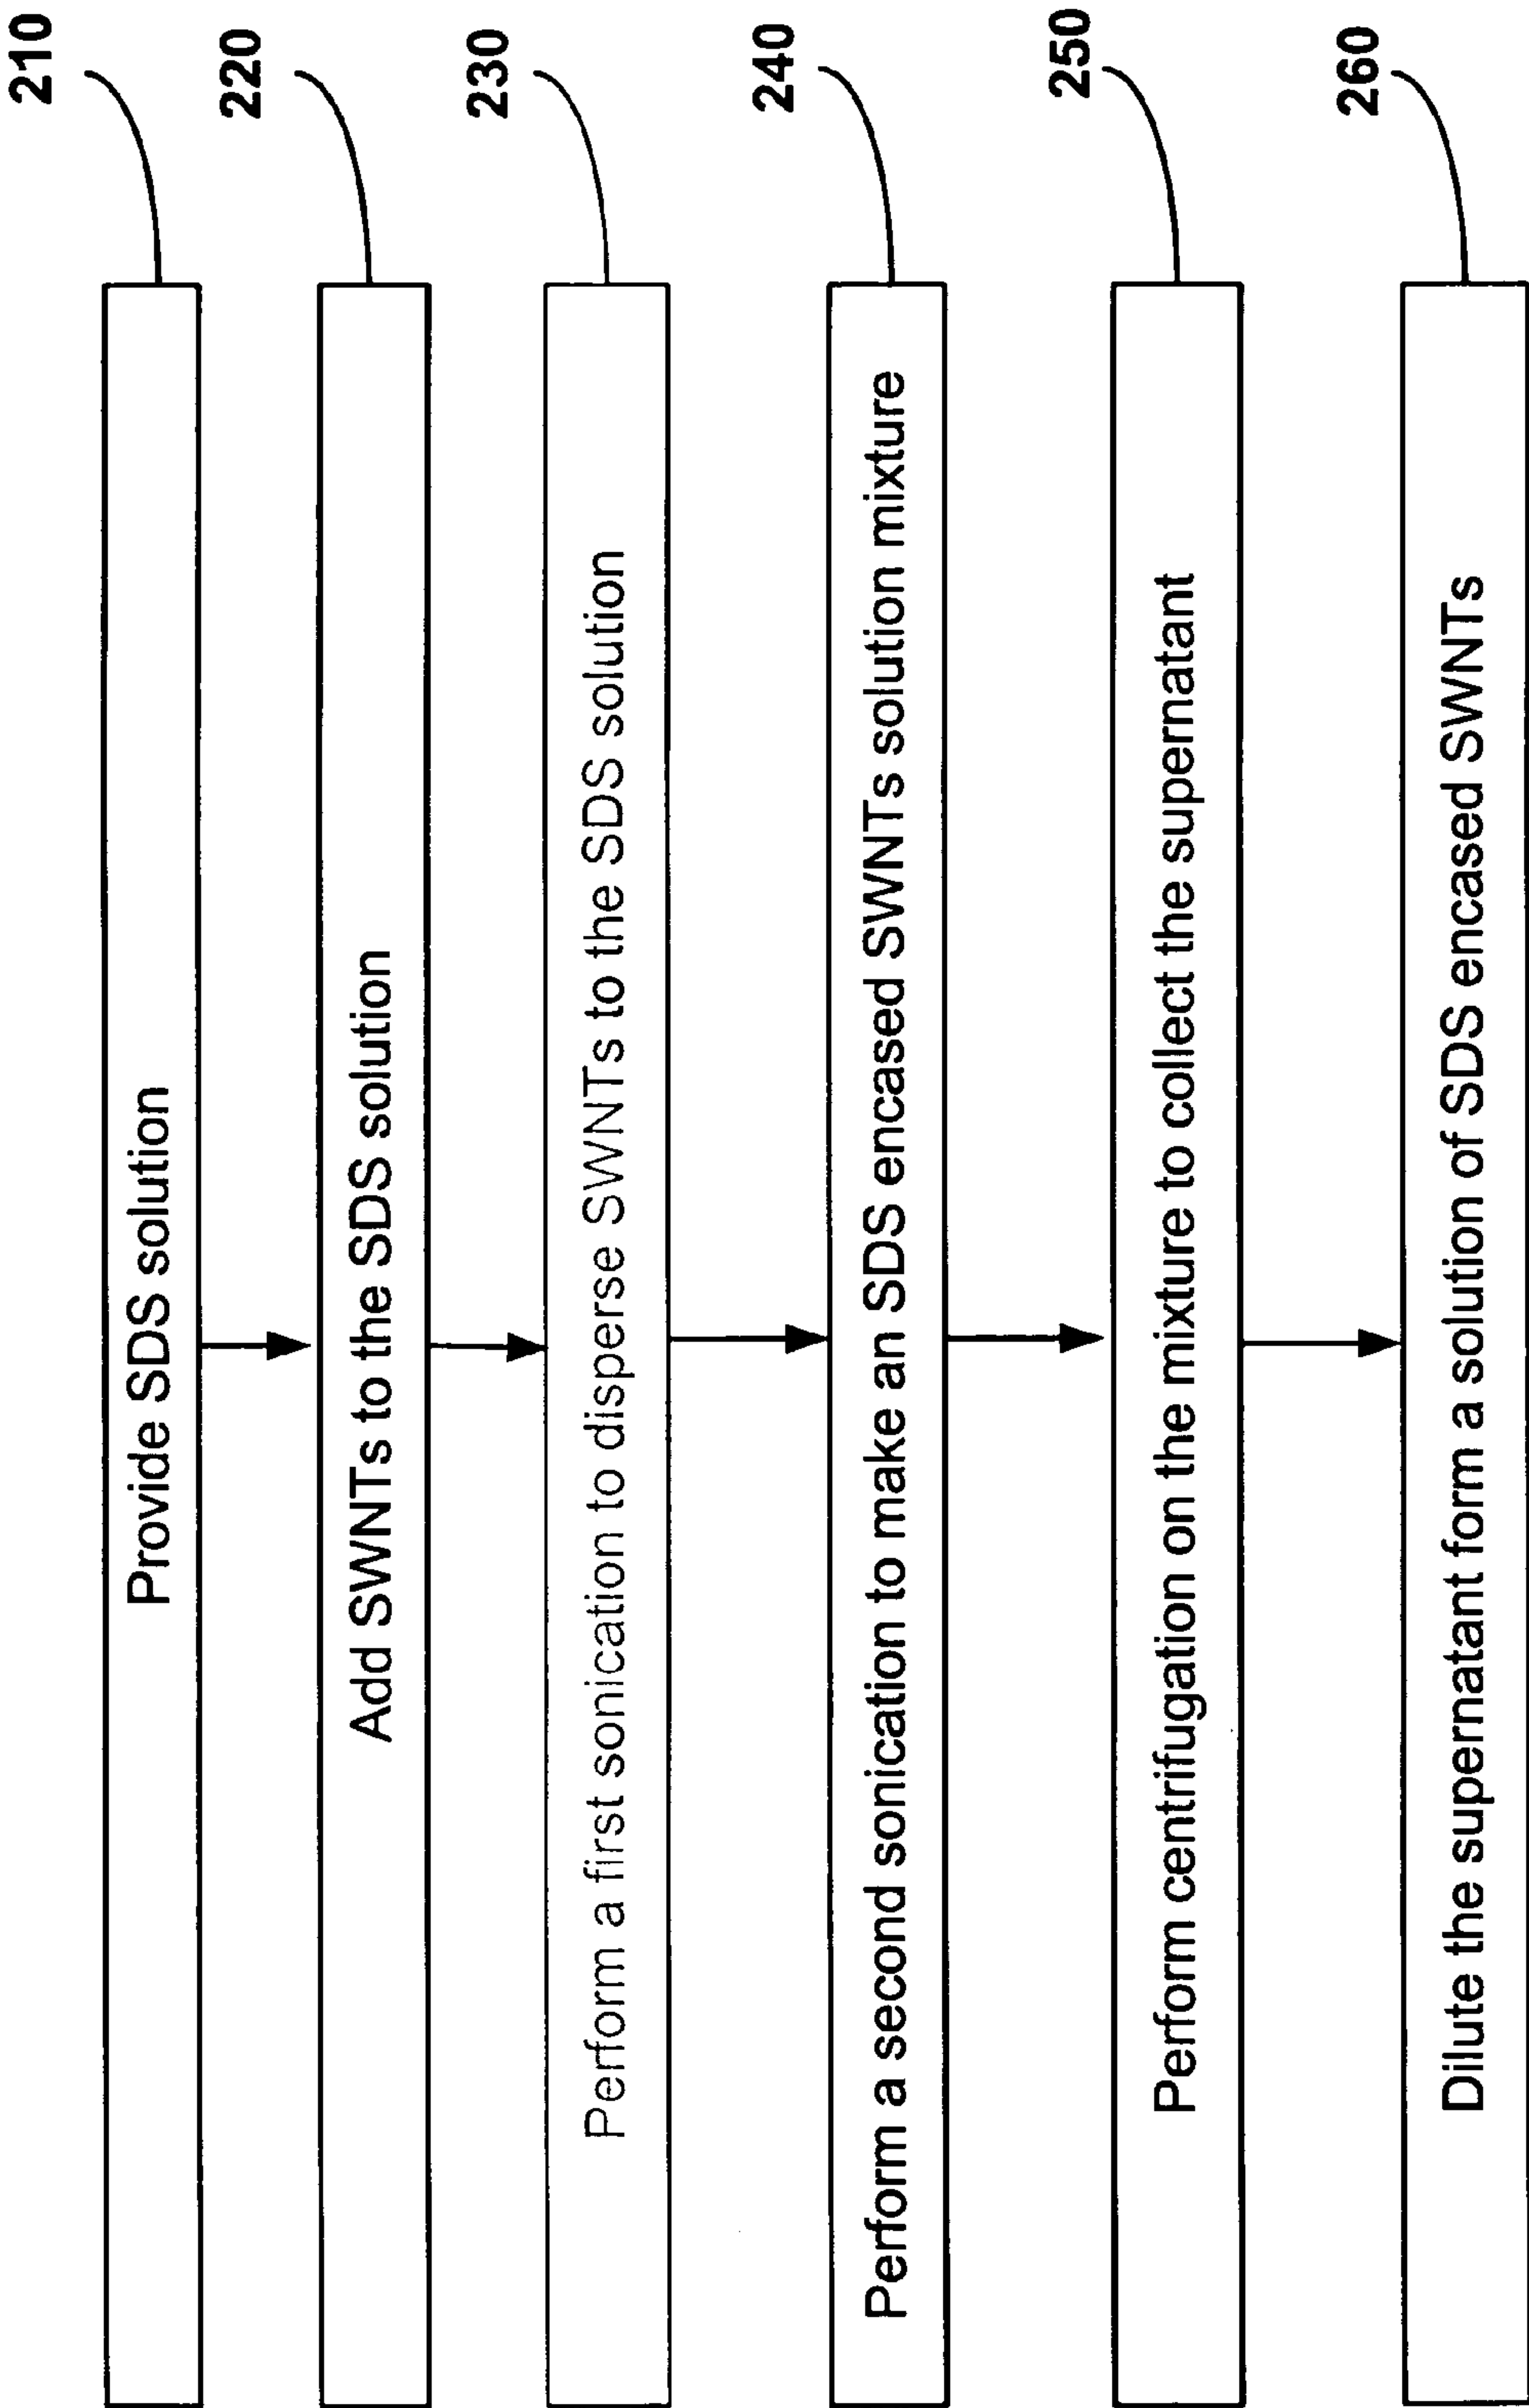 210
Provide SDS solution
220
Add SWNTs to the SDS solution
230
Perform a first sonication to disperse SWNTs to the SDS solution
240
Perform a second sonication to make an SDS encased SWNTs solution mixture
250
Perform centrifugation on the mixture to collect the supernatant
260
Dilute the supernatant form a solution of SDS encased SWNTs